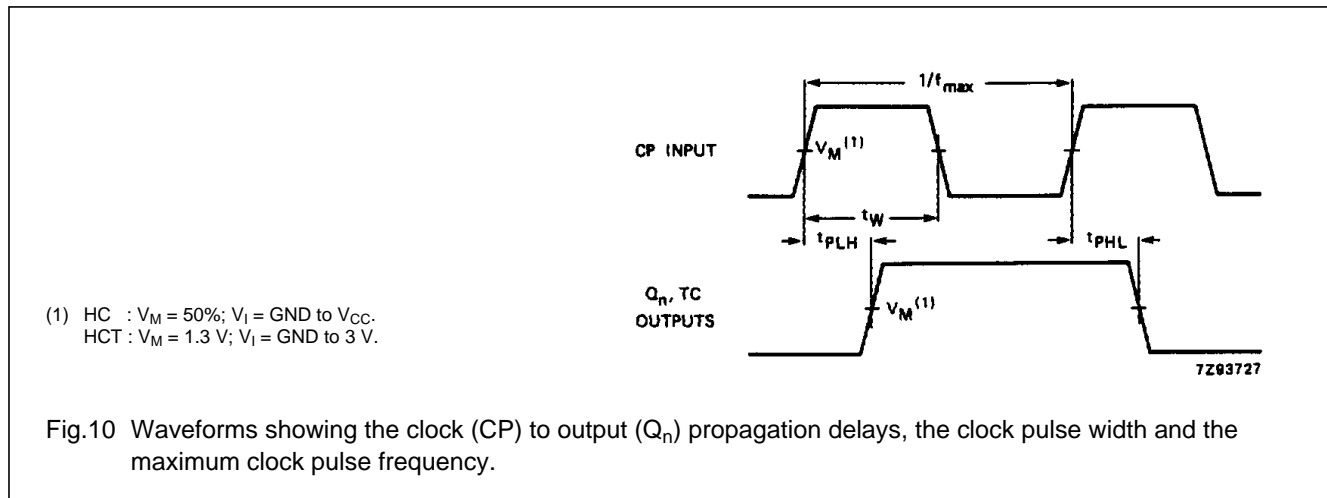 1/fmax
CP INPUT
VM(1)
tW
tPLH
tPHL
Qn, TC
OUTPUTS
VM(1)
7Z93727
(1) HC : VM = 50%; VI = GND to VCC.
HCT : VM = 1.3 V; VI = GND to 3 V.
Fig.10 Waveforms showing the clock (CP) to output (Qn) propagation delays, the clock pulse width and the
maximum clock pulse frequency.